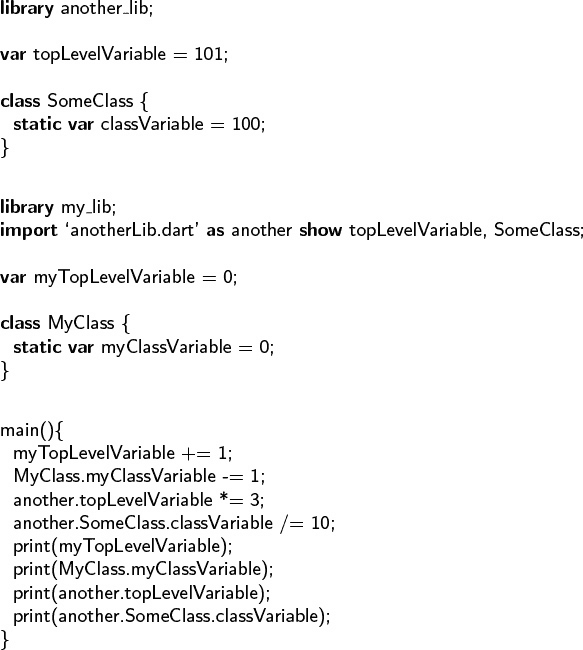 library another_lib;
var topLevelVariable = 101;
class SomeClass {
static var classVariable = 100;
}
library my_lib;
import ‘anotherLib.dart’ as another show topLevelVariable, SomeClass;
var myTopLevelVariable = 0;
class MyClass {
static var myClassVariable = 0;
}
main(){
myTopLevelVariable += 1;
MyClass.myClassVariable -= 1;
another.topLevelVariable *= 3;
another.SomeClass.classVariable /= 10;
print(myTopLevelVariable);
print(MyClass.myClassVariable);
print(another.topLevelVariable);
print(another.SomeClass.classVariable);
}